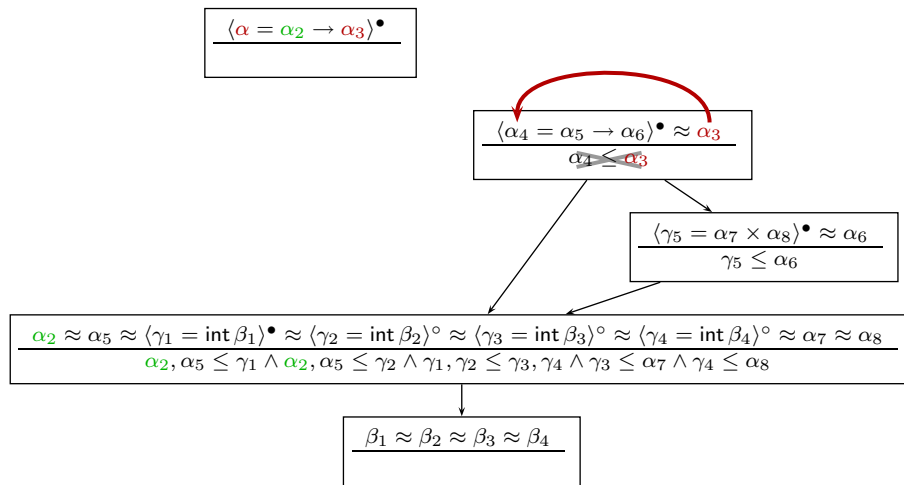 ⟨α = α₂ → α₃⟩•
⟨α₄ = α₅ → α₆⟩• ≈ α₃
α₄ ≤ α₃
⟨γ₅ = α₇ × α₈⟩• ≈ α₆
γ₅ ≤ α₆
α₂ ≈ α₅ ≈ ⟨γ₁ = int β₁⟩• ≈ ⟨γ₂ = int β₂⟩° ≈ ⟨γ₃ = int β₃⟩° ≈ ⟨γ₄ = int β₄⟩° ≈ α₇ ≈ α₈
α₂, α₅ ≤ γ₁ ∧ α₂, α₅ ≤ γ₂ ∧ γ₁, γ₂ ≤ γ₃, γ₄ ∧ γ₃ ≤ α₇ ∧ γ₄ ≤ α₈
β₁ ≈ β₂ ≈ β₃ ≈ β₄